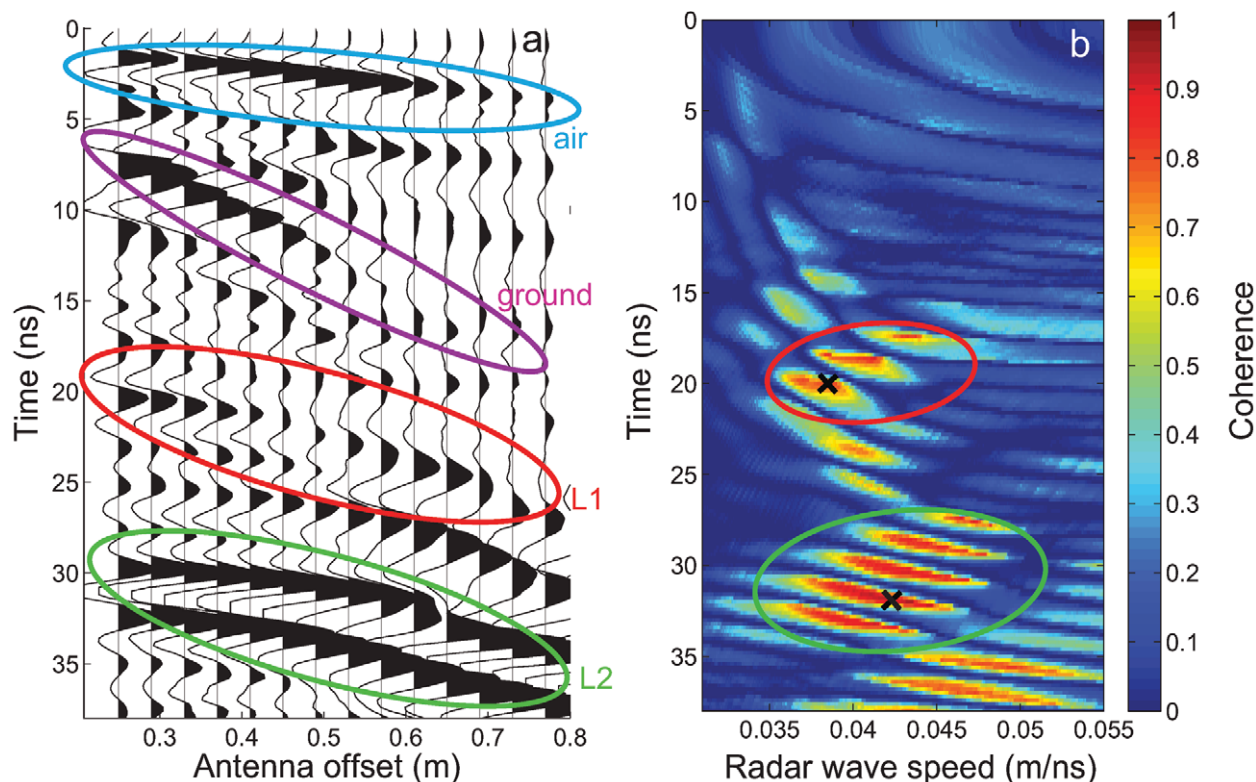 a
0
5
10
15
20
25
30
35
Time (ns)
air
ground
L1
L2
0.3 0.4 0.5 0.6 0.7 0.8
Antenna offset (m)
b
0
5
10
15
20
25
30
35
Time (ns)
0.035 0.04 0.045 0.05 0.055
Radar wave speed (m/ns)
1
0.9
0.8
0.7
0.6
0.5
0.4
0.3
0.2
0.1
0
Coherence